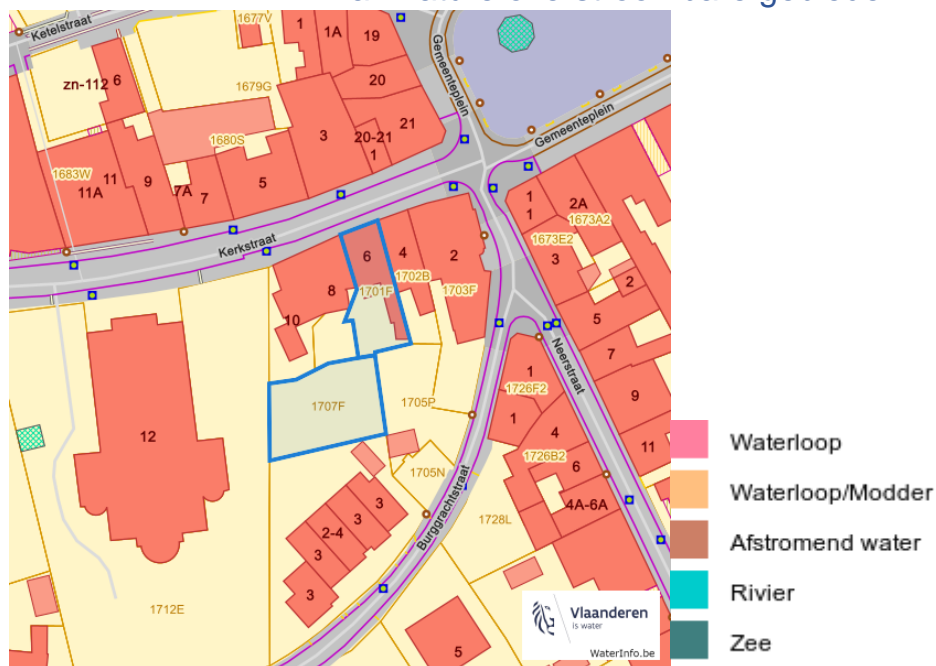 Ketelstraat
1677V
1
1A
19
Gemeenteplein
zn-112
6
1679G
20
3
20-21
21
1
Gemeenteplein
1680S
1683W
11
11A
9
7A
7
5
Kerkstraat
1
1
2A
1673A2
1673E2
3
2
6
4
2
1702B
1701F
1703F
8
10
5
7
Neerstraat
1
1726F2
9
1707F
1705P
1
4
12
1726B2
11
6
1705N
4A-6A
3
2-4
3
3
3
Burggrachtstraat
1728L
1712E
5
Vlaanderen
is water
WaterInfo.be
Waterloop
Waterloop/Modder
Afstromend water
Rivier
Zee